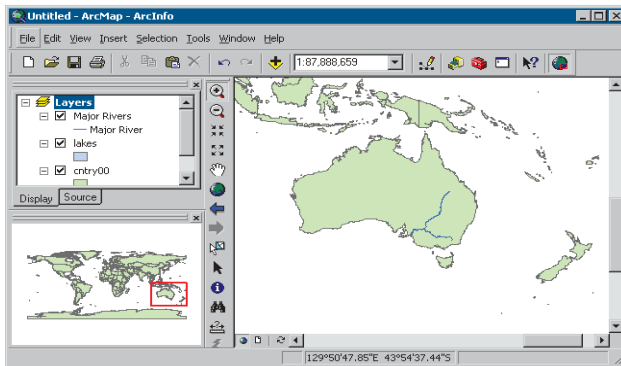 Untitled - ArcMap - ArcInfo
File Edit View Insert Selection Tools Window Help
1:87,888,659
Layers
Major Rivers
Major River
lakes
cntry00
Display Source
129°50'47.85"E 43°54'37.44"S